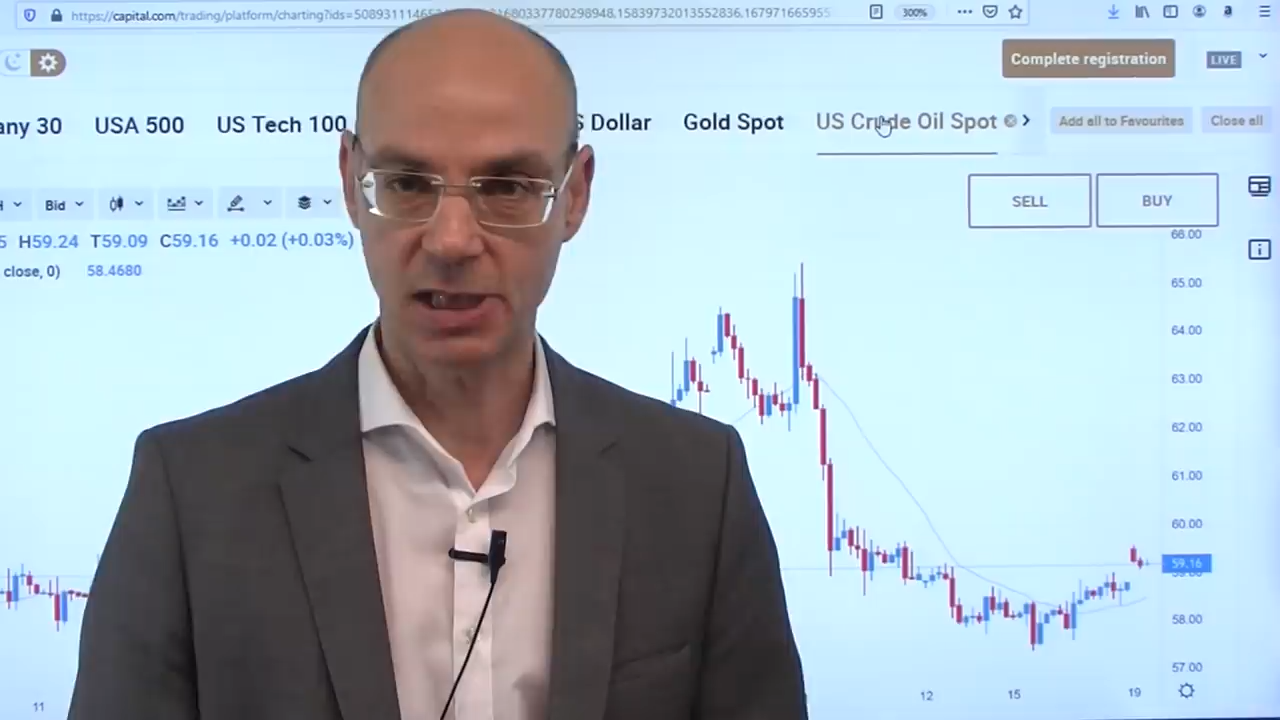 https://capital.com/trading/platform/charting?ids=
300%
Complete registration
LIVE
any 30 USA 500 US Tech 100 Dollar Gold Spot US Crude Oil Spot
Add all to Favourites Close all
Bid
SELL BUY
H59.24 T59.09 C59.16 +0.02 (+0.03%)
close, 0) 58.4680
66.00
65.00
64.00
63.00
62.00
61.00
60.00
59.16
58.00
57.00
11 12 15 19